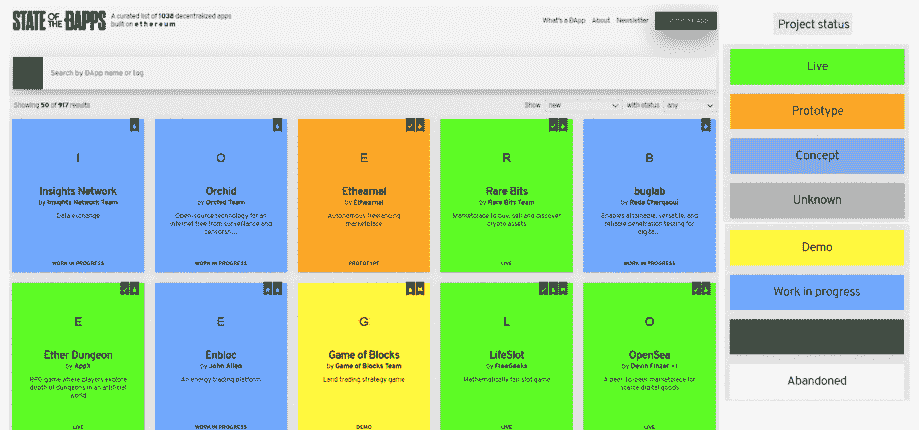 STATE OF THE DAPPS
A curated list of 1038 decentralized apps
built on ethereum
What's a ÐApp About Newsletter
Search by ÐApp name or tag
Showing 50 of 917 results
Show new with status any
I
Insights Network
by Insights Network Team
Data exchange
WORK IN PROGRESS
O
Orchid
by Orchid Team
Open-source technology for an
internet free from surveillance and
censorshi...
WORK IN PROGRESS
E
Ethearnal
by Ethearnal
Autonomous freelancing
marketplace
PROTOTYPE
R
Rare Bits
by Rare Bits Team
Marketplace to buy, sell and discover
crypto assets
LIVE
B
buglab
by Reda Cherqaoui
Enables attainable, versatile, and
reliable penetration testing for
digita...
WORK IN PROGRESS
E
Ether Dungeon
by AppX
RPG game where players explore
depth of dungeons in an artificial
world
LIVE
E
Enbloc
by John Allen
An energy trading platform
WORK IN PROGRESS
G
Game of Blocks
by Game of Blocks Team
Land trading strategy game
DEMO
L
LifeSlot
by FreeGeeks
Mathematically fair slot game
LIVE
O
OpenSea
by Devin Finzer +1
A peer-to-peer marketplace for
scarce digital goods
LIVE
Project status
Live
Prototype
Concept
Unknown
Demo
Work in progress
Abandoned